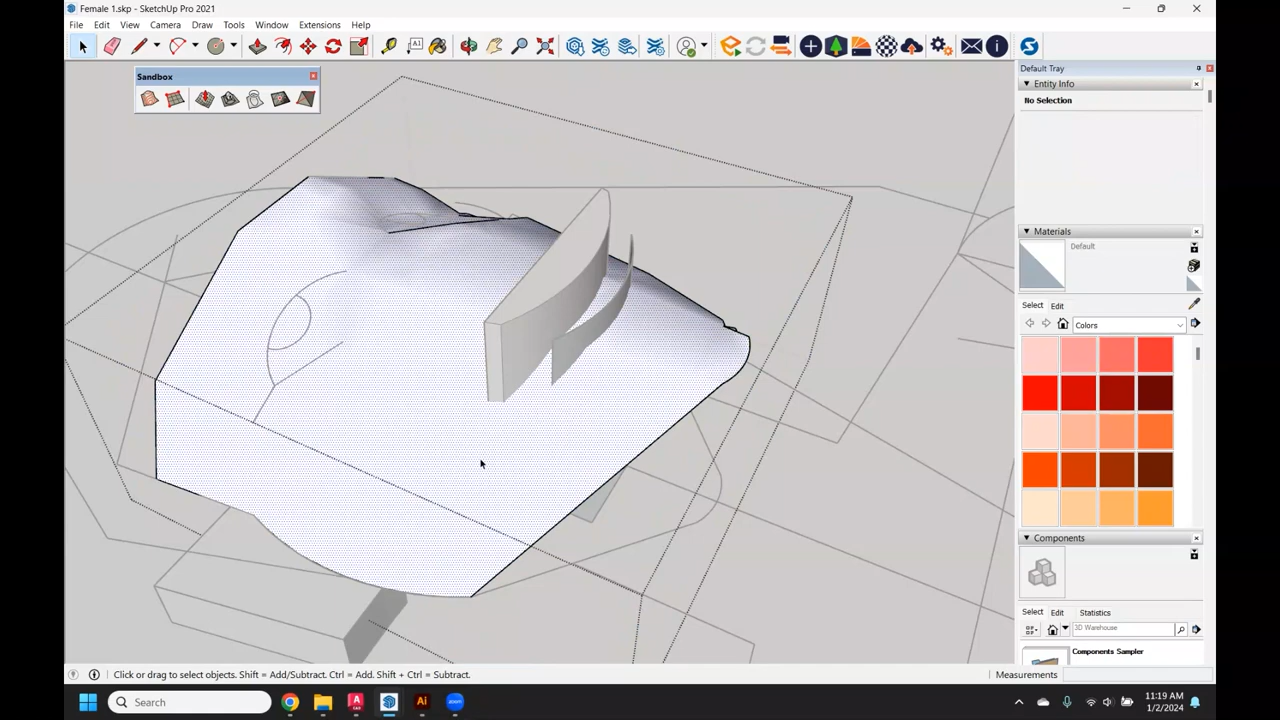 Female 1.skp - SketchUp Pro 2021
File Edit View Camera Draw Tools Window Extensions Help
Sandbox
A1
Default Tray
Entity Info
No Selection
Materials
Default
Select Edit
Colors
Components
Select Edit Statistics
3D Warehouse
Components Sampler
Click or drag to select objects. Shift = Add/Subtract. Ctrl = Add. Shift + Ctrl = Subtract.
Measurements
Search
A
CAD
Ai
11:19 AM
1/2/2024